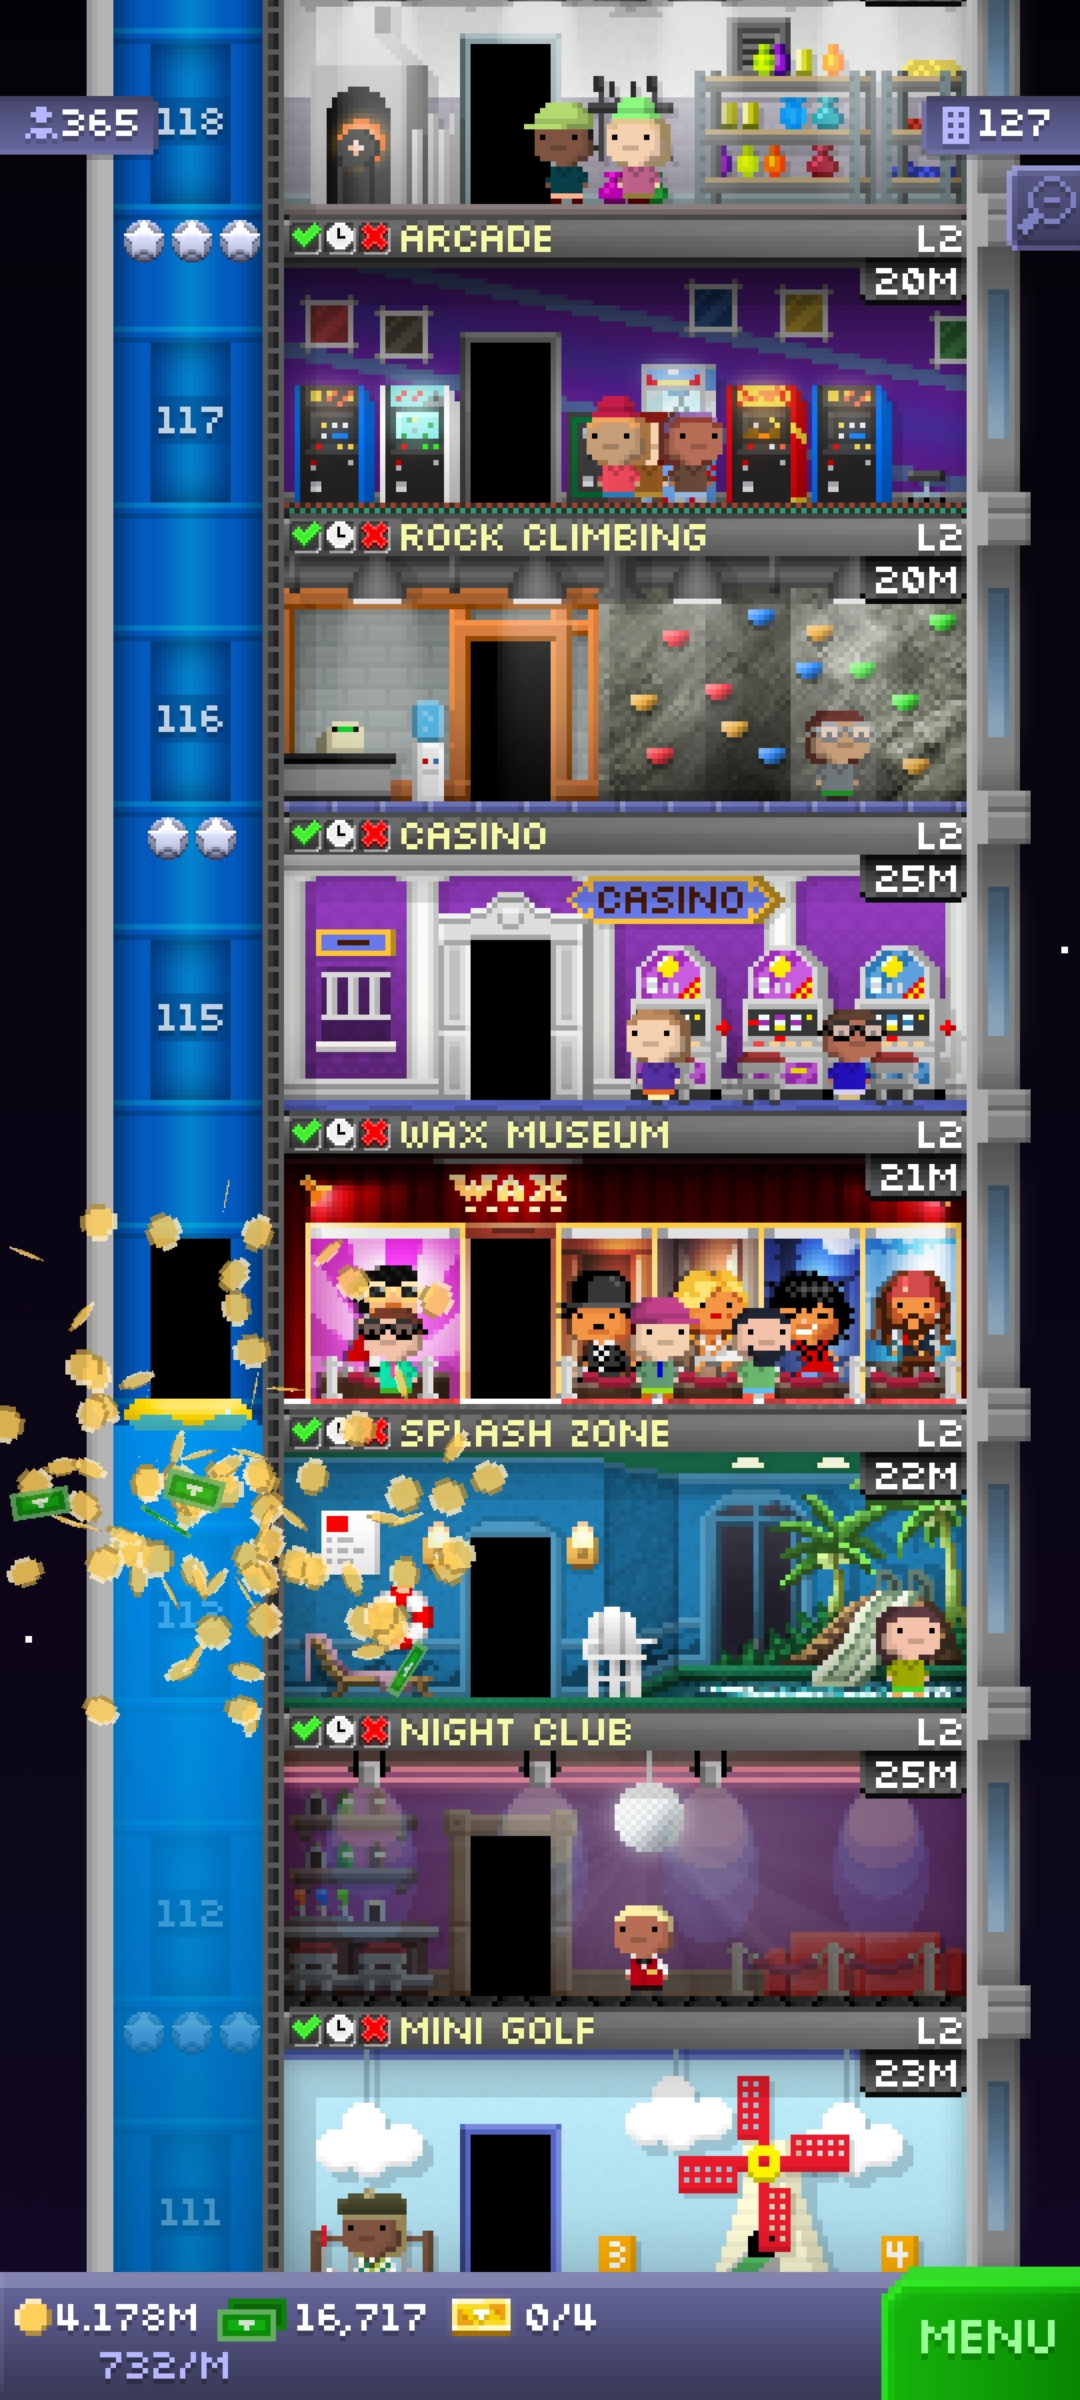 365
118
127
ARCADE L2
20M
117
ROCK CLIMBING L2
20M
116
CASINO L2
25M
CASINO
115
WAX MUSEUM L2
21M
WAX
SPLASH ZONE L2
22M
NIGHT CLUB L2
25M
112
MINI GOLF L2
23M
111
3
4
4.178M 16,717 0/4
732/M
MENU